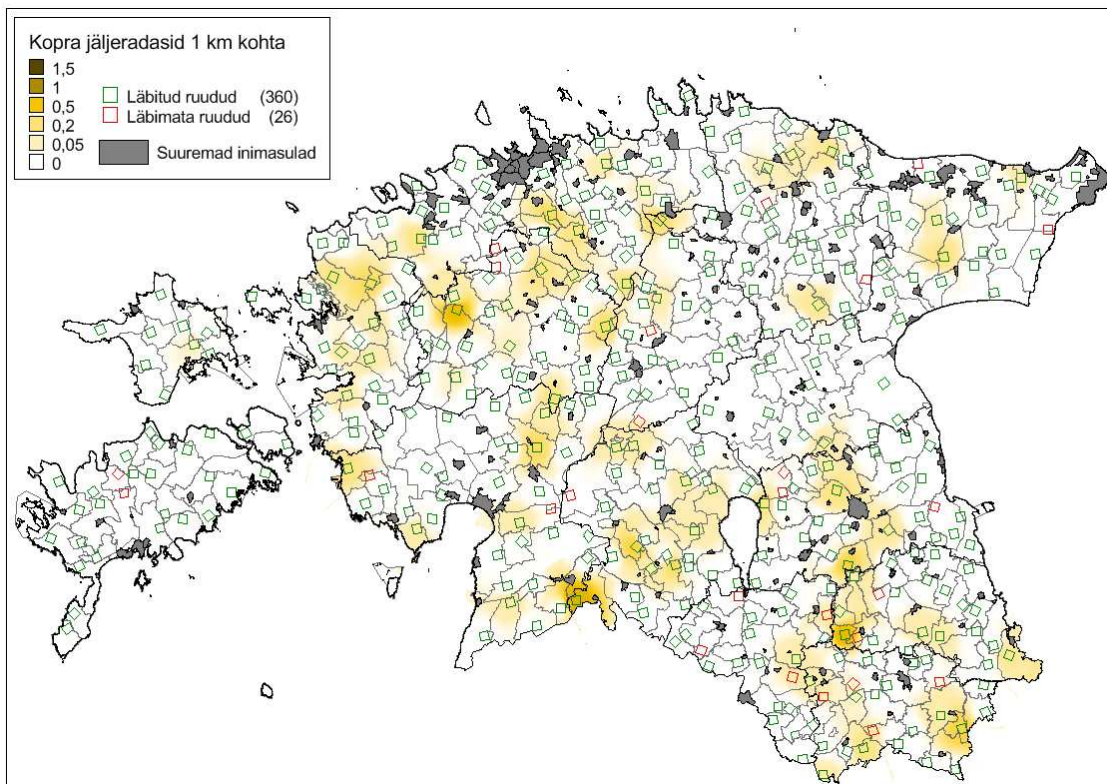 Kopra jäljeradasid 1 km kohta
1,5
1
0,5
0,2
0,05
0
Läbitud ruudud (360)
Läbimata ruudud (26)
Suuremad inimasulad